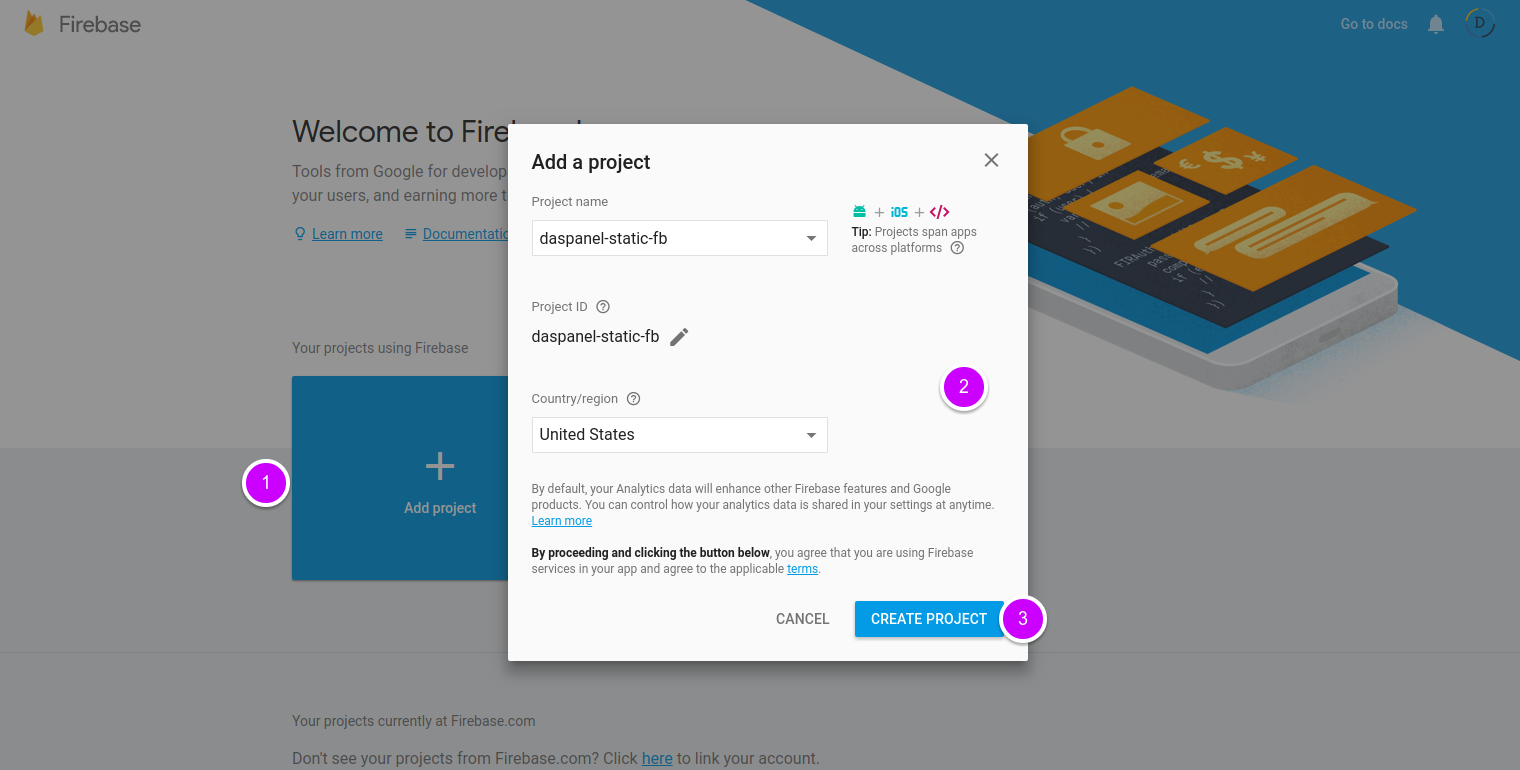 Firebase
Go to docs
D
Welcome to Fire
Tools from Google for develop
your users, and earning more t
Learn more
Documentatio
Add a project
Project name
daspanel-static-fb
+ iOS + </>
Tip: Projects span apps
across platforms
Project ID
daspanel-static-fb
2
Country/region
United States
Your projects using Firebase
1
Add project
By default, your Analytics data will enhance other Firebase features and Google
products. You can control how your analytics data is shared in your settings at anytime.
Learn more
By proceeding and clicking the button below, you agree that you are using Firebase
services in your app and agree to the applicable terms.
CANCEL
CREATE PROJECT
3
Your projects currently at Firebase.com
Don't see your projects from Firebase.com? Click here to link your account.